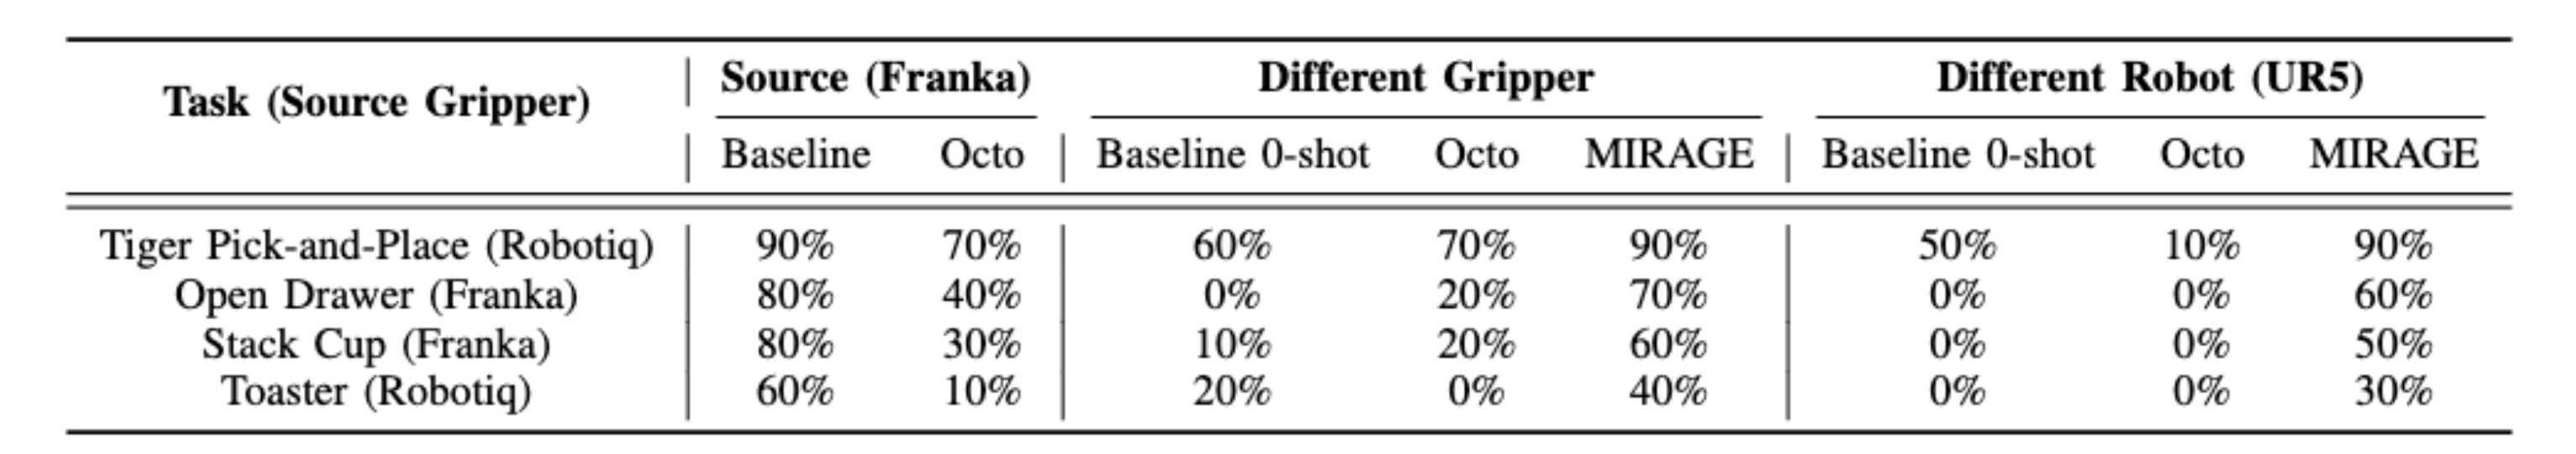 Task (Source Gripper) Source (Franka) Different Gripper Different Robot (UR5)
Baseline Octo Baseline 0-shot Octo MIRAGE Baseline 0-shot Octo MIRAGE
Tiger Pick-and-Place (Robotiq) 90% 70% 60% 70% 90% 50% 10% 90%
Open Drawer (Franka) 80% 40% 0% 20% 70% 0% 0% 60%
Stack Cup (Franka) 80% 30% 10% 20% 60% 0% 0% 50%
Toaster (Robotiq) 60% 10% 20% 0% 40% 0% 0% 30%